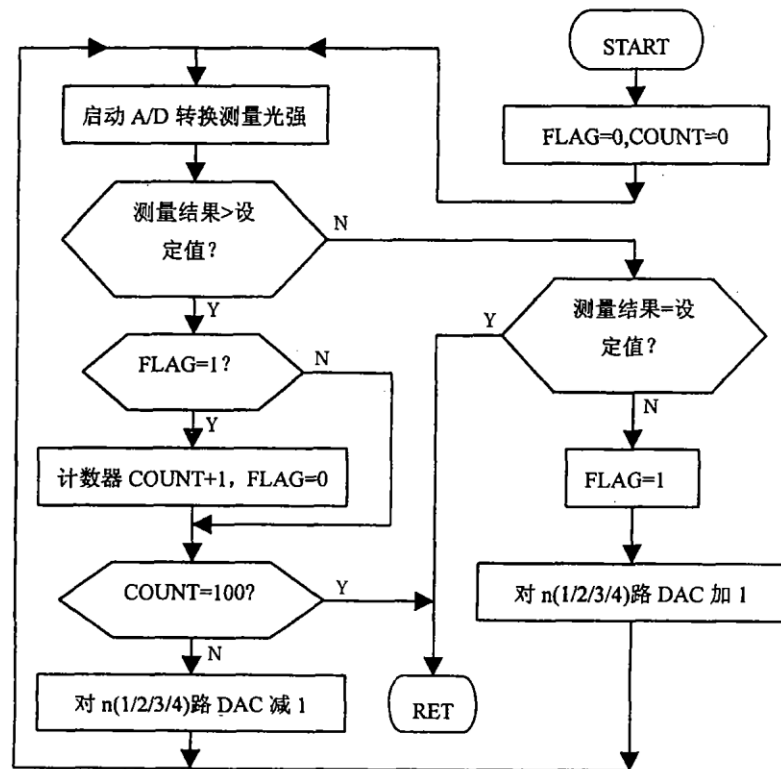 START
FLAG=0,COUNT=0
启动 A/D 转换测量光强
测量结果>设
定值？
N
Y
测量结果=设
定值？
Y
N
FLAG=1？
N
Y
FLAG=1
计数器 COUNT+1，FLAG=0
COUNT=100?
Y
N
对 n(1/2/3/4)路 DAC 加 1
对 n(1/2/3/4)路 DAC 减 1
RET